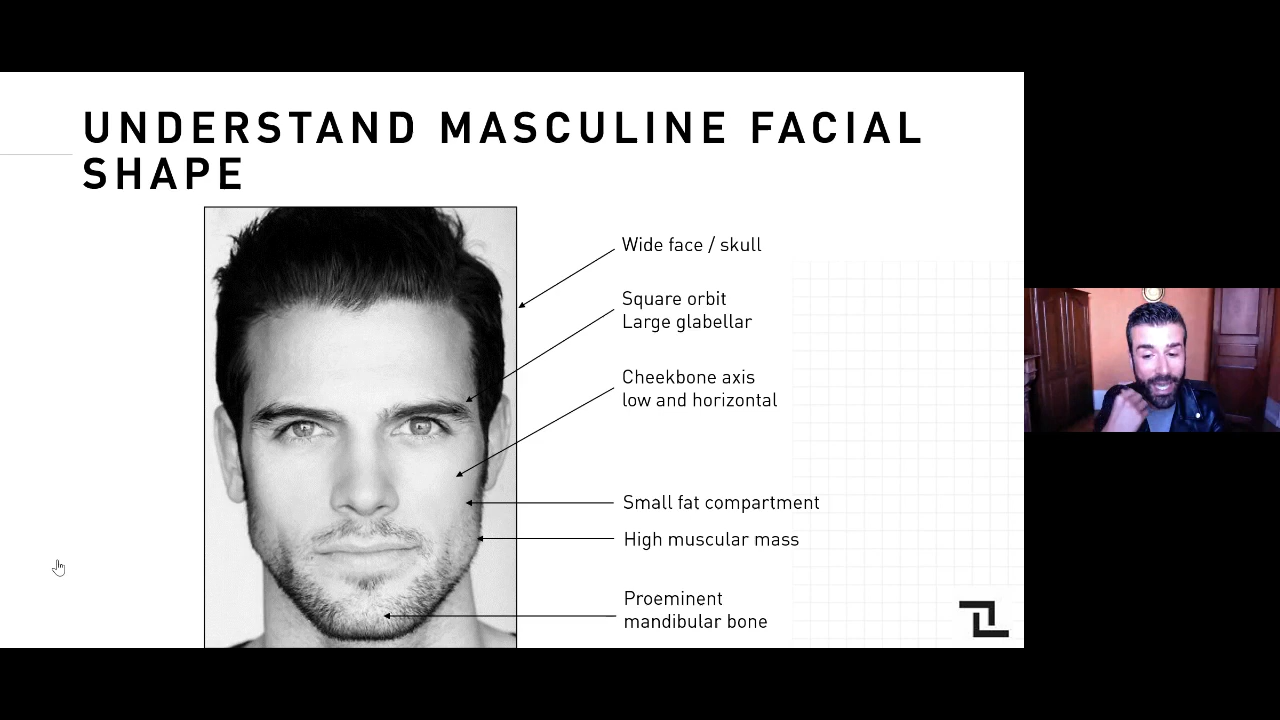 UNDERSTAND MASCULINE FACIAL
SHAPE
Wide face / skull
Square orbit
Large glabellar
Cheekbone axis
low and horizontal
Small fat compartment
High muscular mass
Proeminent
mandibular bone